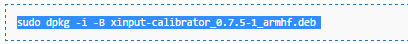 sudo dpkg -i -B xinput-calibrator_0.7.5-1_armhf.deb